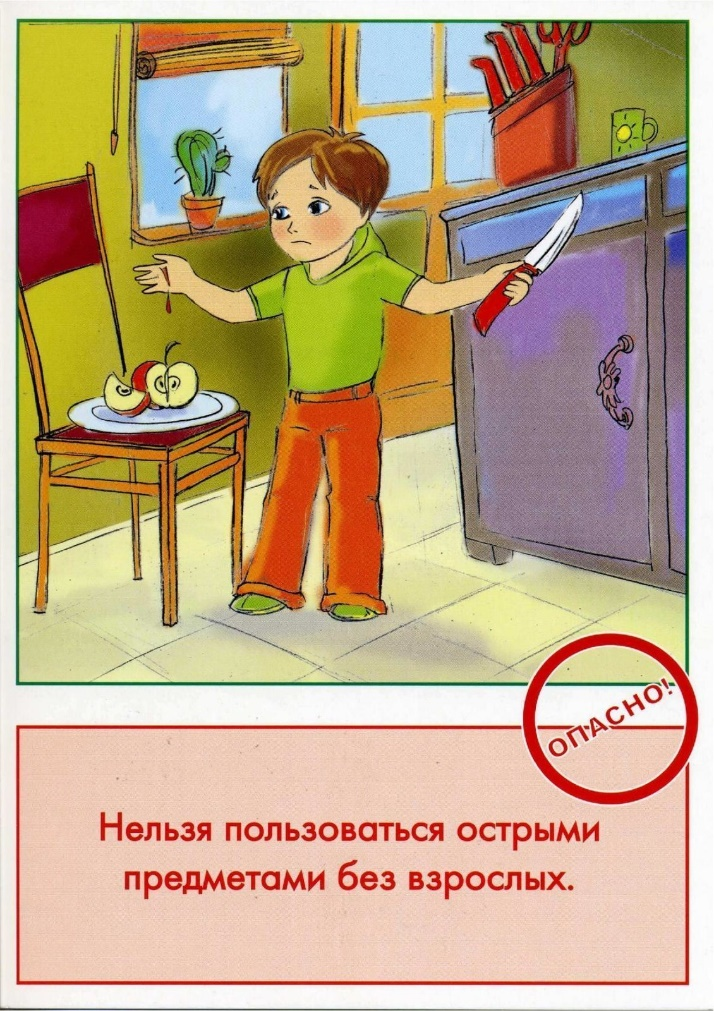 ОПАСНО!
Нельзя пользоваться острыми
предметами без взрослых.